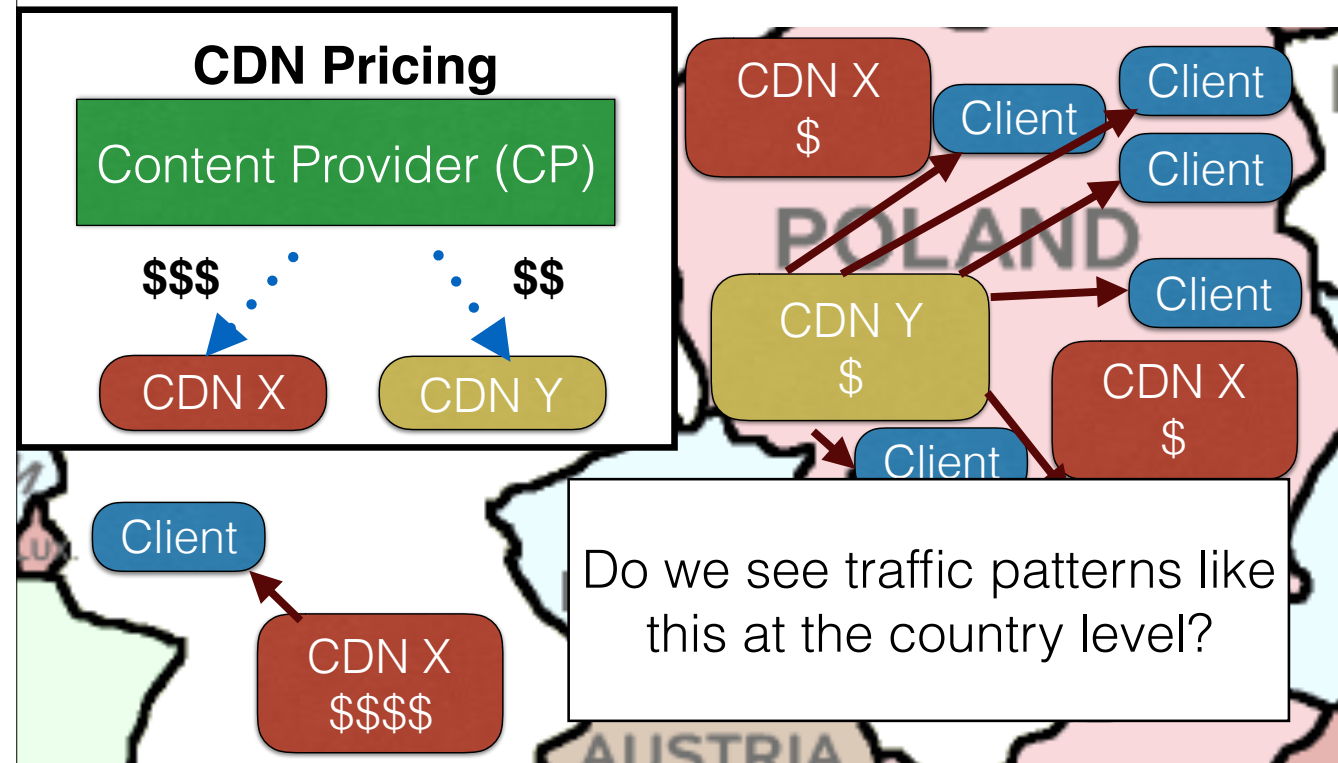 CDN Pricing
Content Provider (CP)
$$$
$$
CDN X
CDN Y
CDN X
$
Client
Client
Client
POLAND
Client
CDN Y
$
CDN X
$
Client
Client
CDN X
$$$$
Do we see traffic patterns like
this at the country level?
LUX.
AUSTRIA